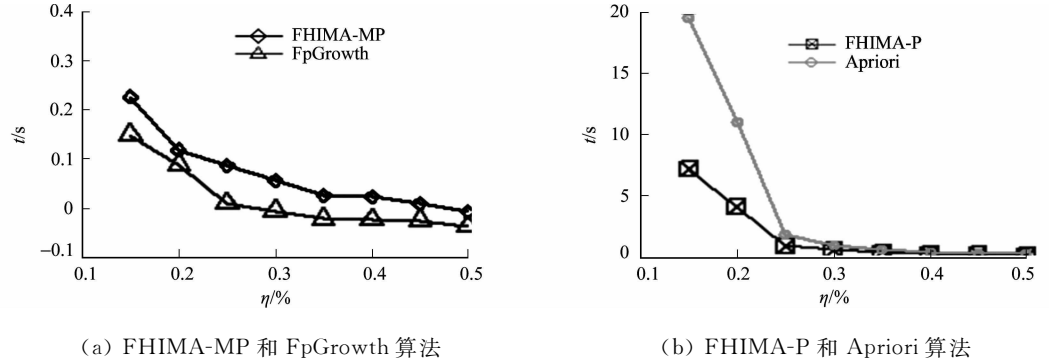 0.4
0.3
0.2
0.1
0
−0.1
t/s
FHIMA-MP
FpGrowth
0.1 0.2 0.3 0.4 0.5
η/%
(a) FHIMA-MP 和 FpGrowth 算法
20
15
10
5
0
t/s
FHIMA-P
Apriori
0.1 0.2 0.3 0.4 0.5
η/%
(b) FHIMA-P 和 Apriori 算法